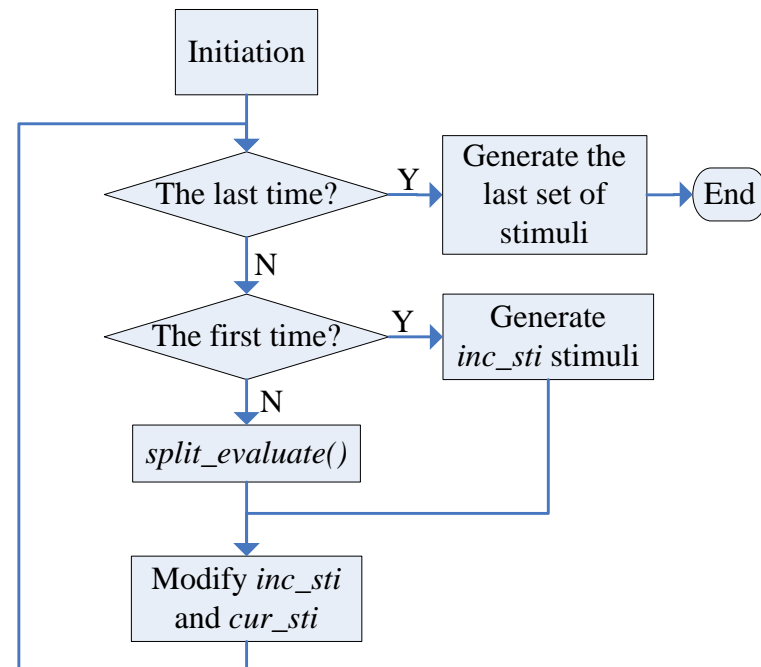 Initiation
The last time?
Y
Generate the
last set of
stimuli
End
N
The first time?
Y
Generate
inc_sti stimuli
N
split_evaluate()
Modify inc_sti
and cur_sti